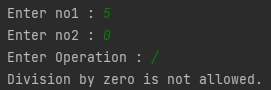 Enter no1 : 5
Enter no2 : 0
Enter Operation : /
Division by zero is not allowed.